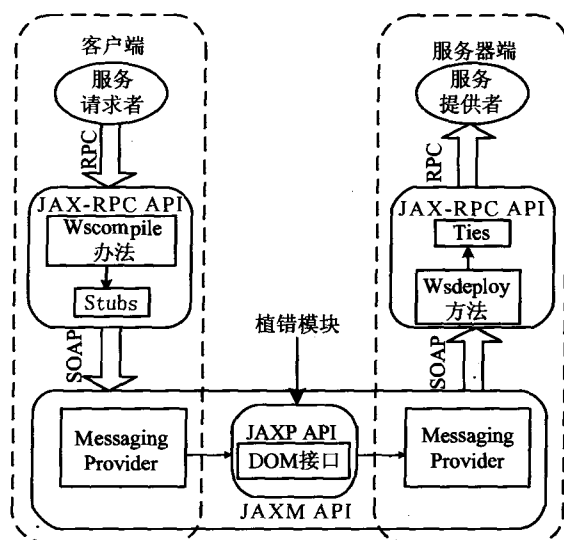 客户端
服务
请求者
RPC
JAX-RPC API
Wscompile
办法
Stubs
SOAP
Messaging
Provider
植错模块
JAXP API
DOM接口
JAXM API
服务器端
服务
提供者
RPC
JAX-RPC API
Ties
Wsdeploy
方法
SOAP
Messaging
Provider